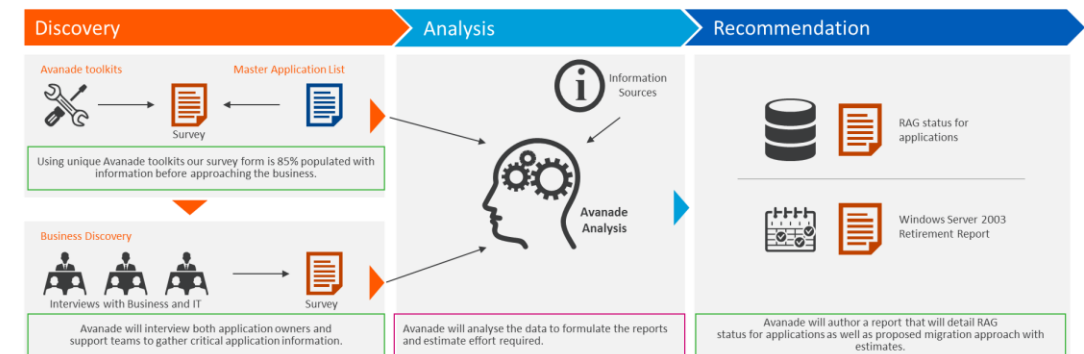 Discovery
Analysis
Recommendation
Avanade toolkits
Master Application List
Survey
Using unique Avanade toolkits our survey form is 85% populated with
information before approaching the business.
Business Discovery
Interviews with Business and IT
Survey
Avanade will interview both application owners and
support teams to gather critical application information.
Information
Sources
Avanade
Analysis
Avanade will analyse the data to formulate the reports
and estimate effort required.
RAG status for
applications
Windows Server 2003
Retirement Report
Avanade will author a report that will detail RAG
status for applications as well as proposed migration approach with
estimates.